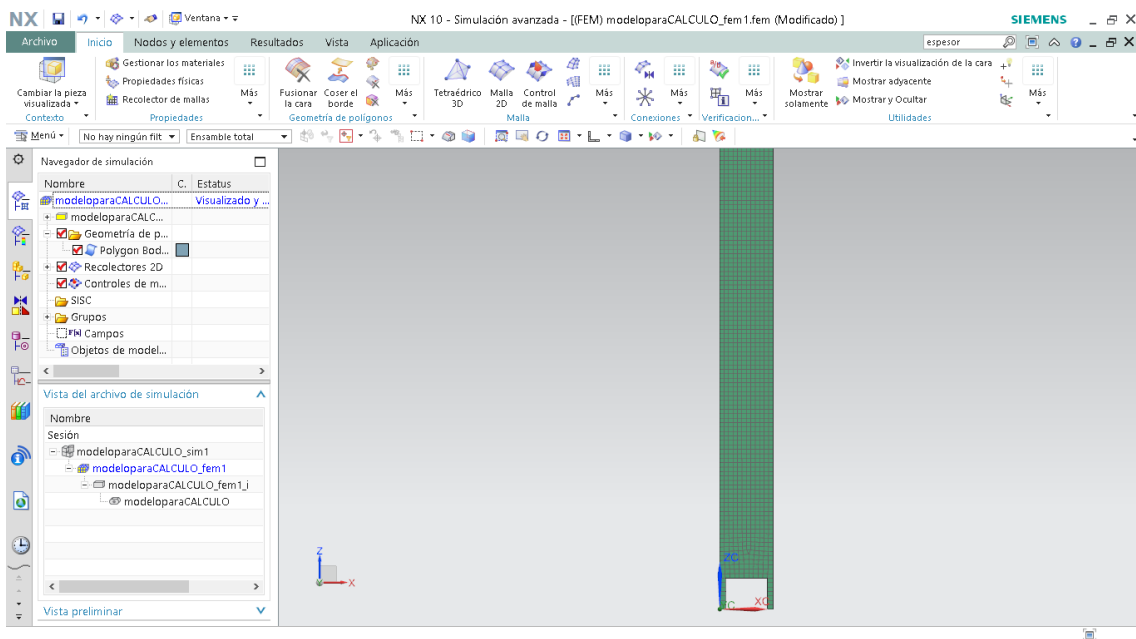 NX Ventana NX 10 - Simulación avanzada - [(FEM) modeloparaCALCULO_fem1.fem (Modificado) ] SIEMENS
Archivo Inicio Nodos y elementos Resultados Vista Aplicación espesor
Cambiar la pieza visualizada
Contexto
Gestionar los materiales
Propiedades físicas
Recolector de mallas
Más
Propiedades
Fusionar la cara
Coser el borde
Más
Geometría de polígonos
Tetraédrico 3D
Malla 2D
Control de malla
Más
Malla
Más
Conexiones
Más
Verificacion...
Mostrar solamente
Invertir la visualización de la cara
Mostrar adyacente
Mostrar y Ocultar
Más
Utilidades
Menú No hay ningún filt Ensamble total
Navegador de simulación
Nombre C. Estatus
modeloparaCALCULO... Visualizado y ...
modeloparaCALC...
Geometría de p...
Polygon Bod...
Recolectores 2D
Controles de m...
SISC
Grupos
Campos
Objetos de model...
Vista del archivo de simulación
Nombre
Sesión
modeloparaCALCULO_sim1
modeloparaCALCULO_fem1
modeloparaCALCULO_fem1_i
modeloparaCALCULO
Vista preliminar
Z
X
ZC
YC XC